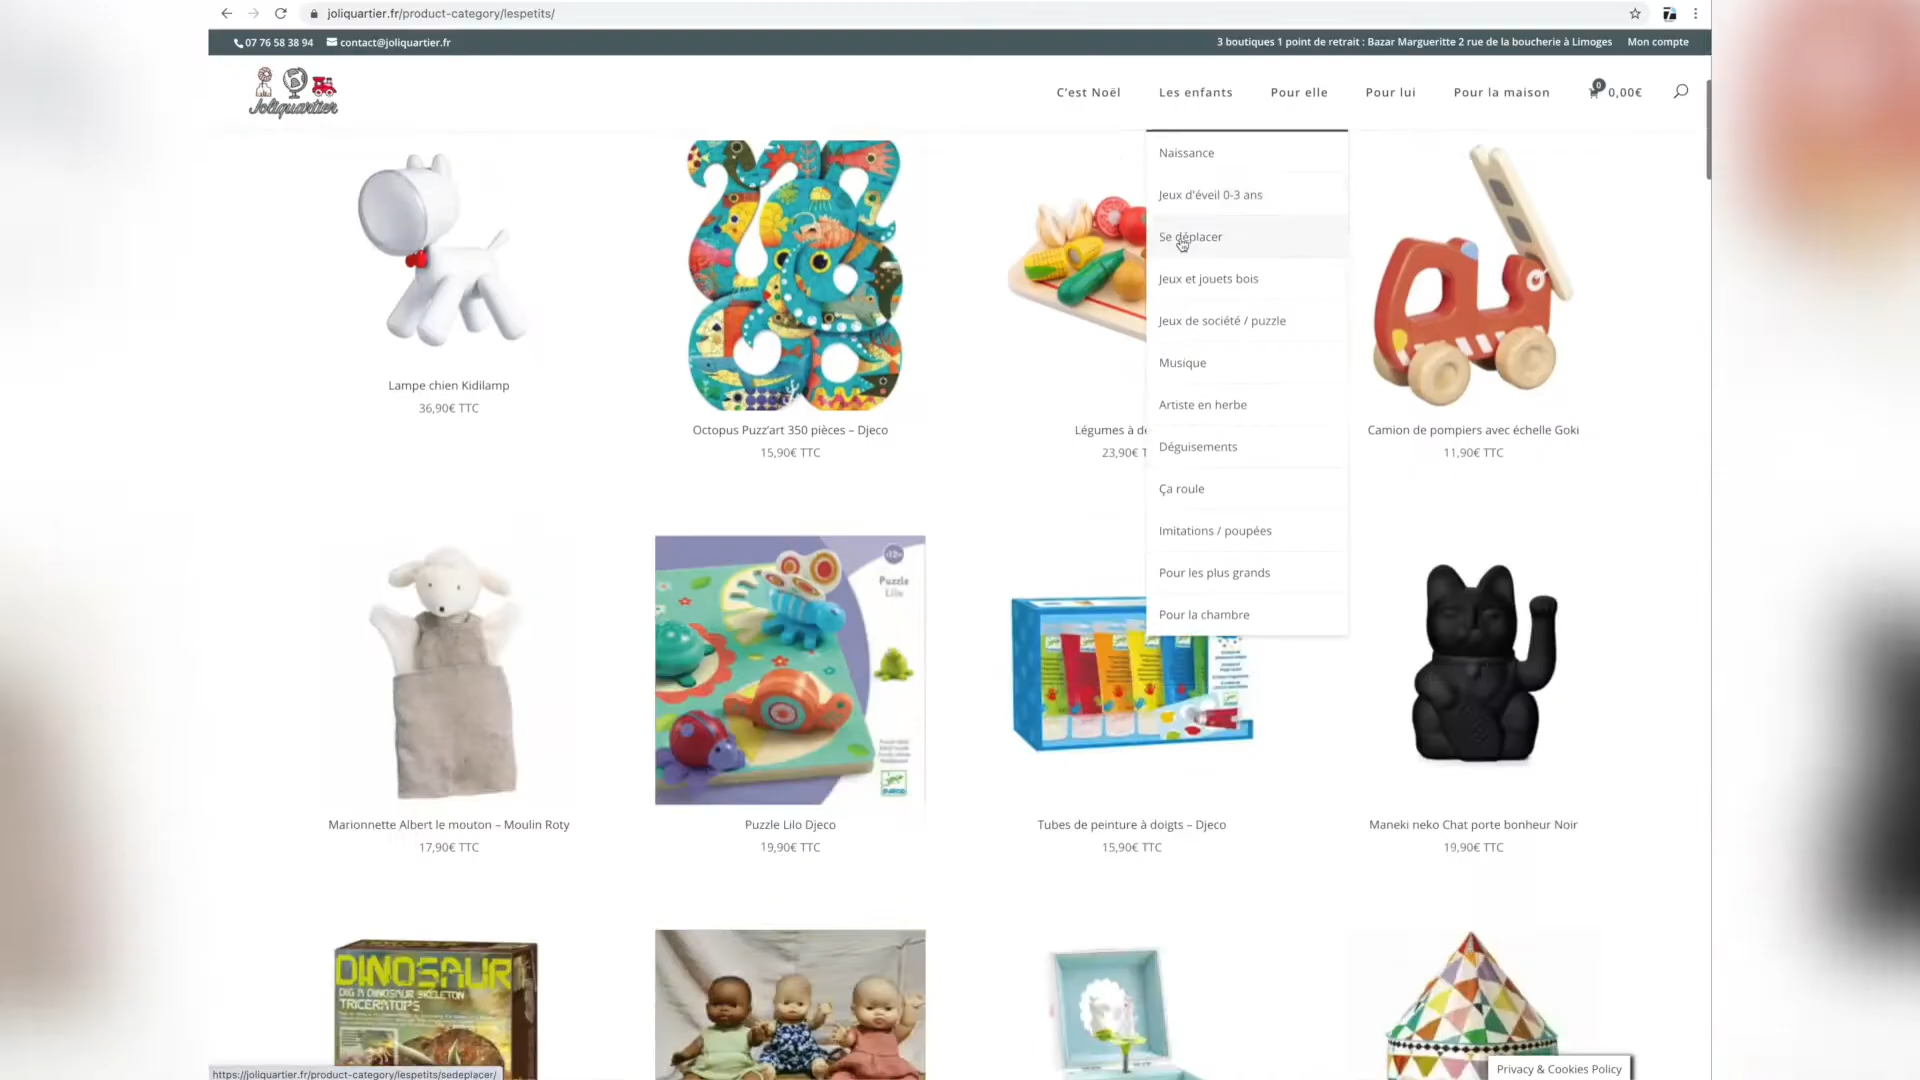 joliquartier.fr/product-category/lespetits/
07 76 58 38 94 contact@joliquartier.fr
3 boutiques 1 point de retrait : Bazar Margueritte 2 rue de la boucherie à Limoges Mon compte
Joliquartier
C'est Noël Les enfants Pour elle Pour lui Pour la maison 0 0,00€
Naissance
Jeux d'éveil 0-3 ans
Se déplacer
Jeux et jouets bois
Jeux de société / puzzle
Musique
Artiste en herbe
Déguisements
Ça roule
Imitations / poupées
Pour les plus grands
Pour la chambre
Lampe chien Kidilamp
36,90€ TTC
Octopus Puzz'art 350 pièces – Djeco
15,90€ TTC
Légumes à dé
23,90€ T
Camion de pompiers avec échelle Goki
11,90€ TTC
Puzzle
Lilo
Marionnette Albert le mouton – Moulin Roty
17,90€ TTC
Puzzle Lilo Djeco
19,90€ TTC
Tubes de peinture à doigts – Djeco
15,90€ TTC
Maneki neko Chat porte bonheur Noir
19,90€ TTC
DINOSAUR
DIG A DINOSAUR SKELETON
TRICERATOPS
https://joliquartier.fr/product-category/lespetits/sedeplacer/
Privacy & Cookies Policy